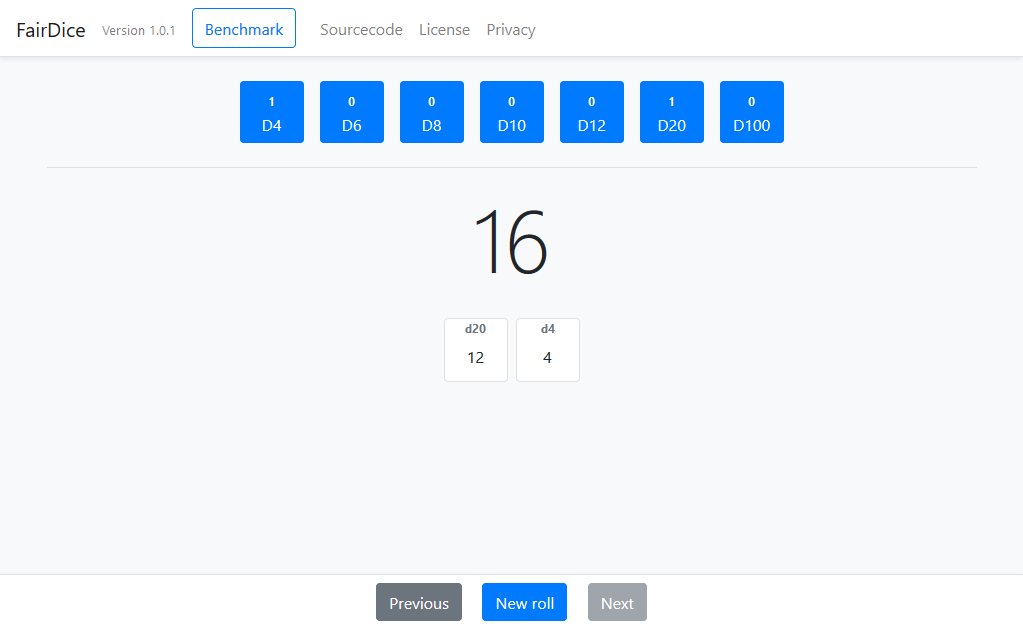 FairDice Version 1.0.1 Benchmark Sourcecode License Privacy
1 0 0 0 0 1 0
D4 D6 D8 D10 D12 D20 D100
16
d20 d4
12 4
Previous New roll Next